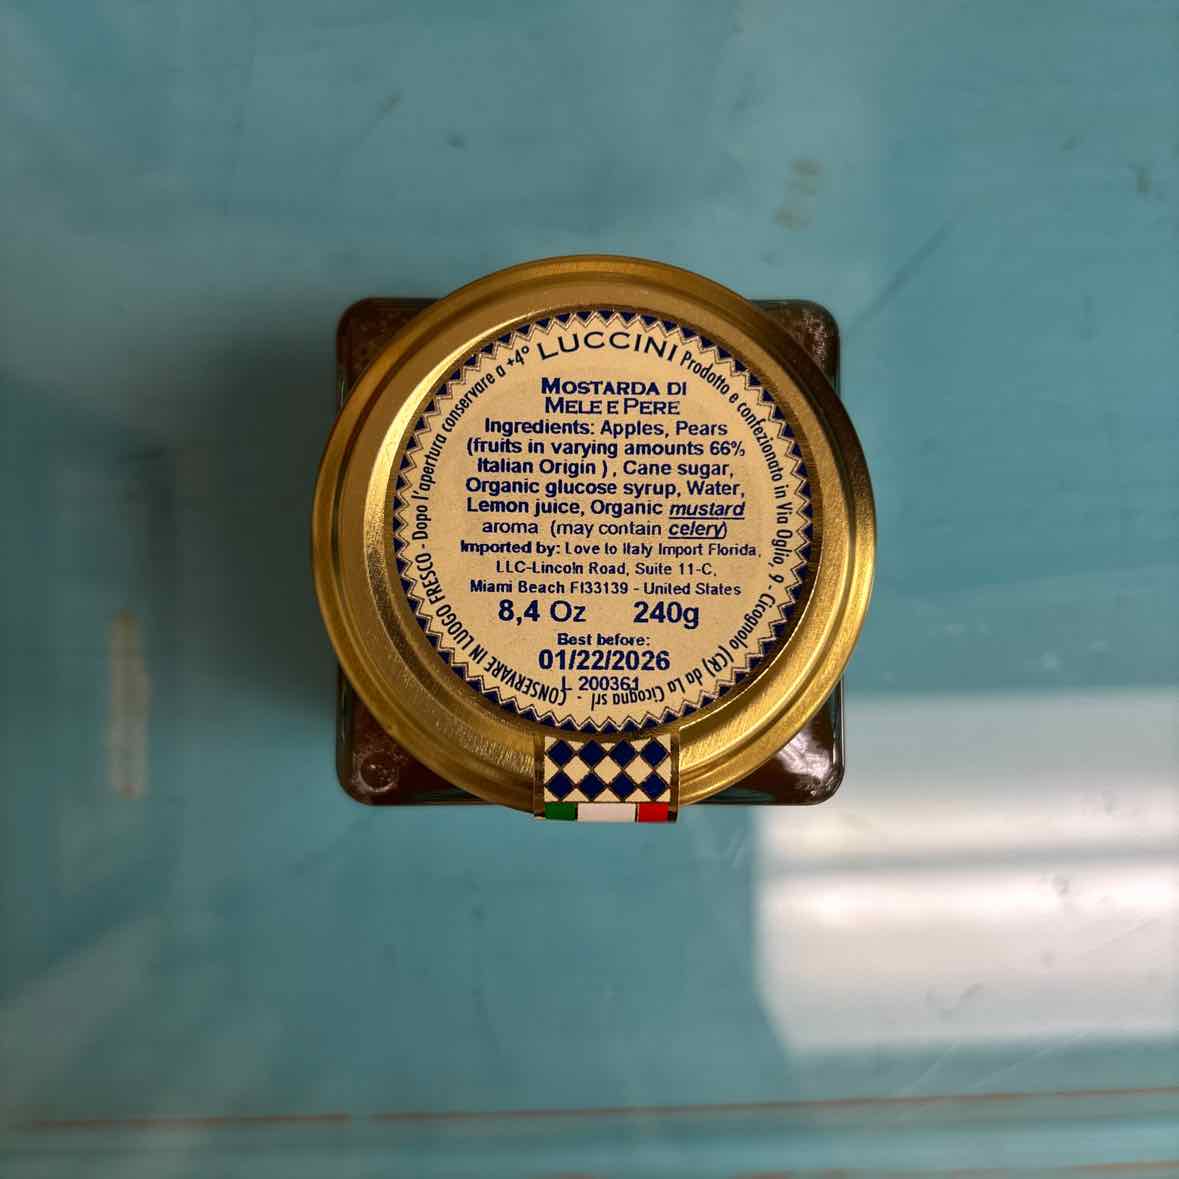 LUCCINI
Prodotto e confezionato in Via Oglio, 9 - Cicognolo (CR) da La Cicogna srl - CONSERVARE IN LUOGO FRESCO - Dopo l'apertura conservare a +4°
MOSTARDA DI
MELE E PERE
Ingredients: Apples, Pears
(fruits in varying amounts 66%
Italian Origin ), Cane sugar,
Organic glucose syrup, Water,
Lemon juice, Organic mustard
aroma (may contain celery)
Imported by: Love to Italy Import Florida,
LLC-Lincoln Road, Suite 11-C,
Miami Beach Fl33139 - United States
8,4 Oz 240g
Best before:
01/22/2026
L 200361